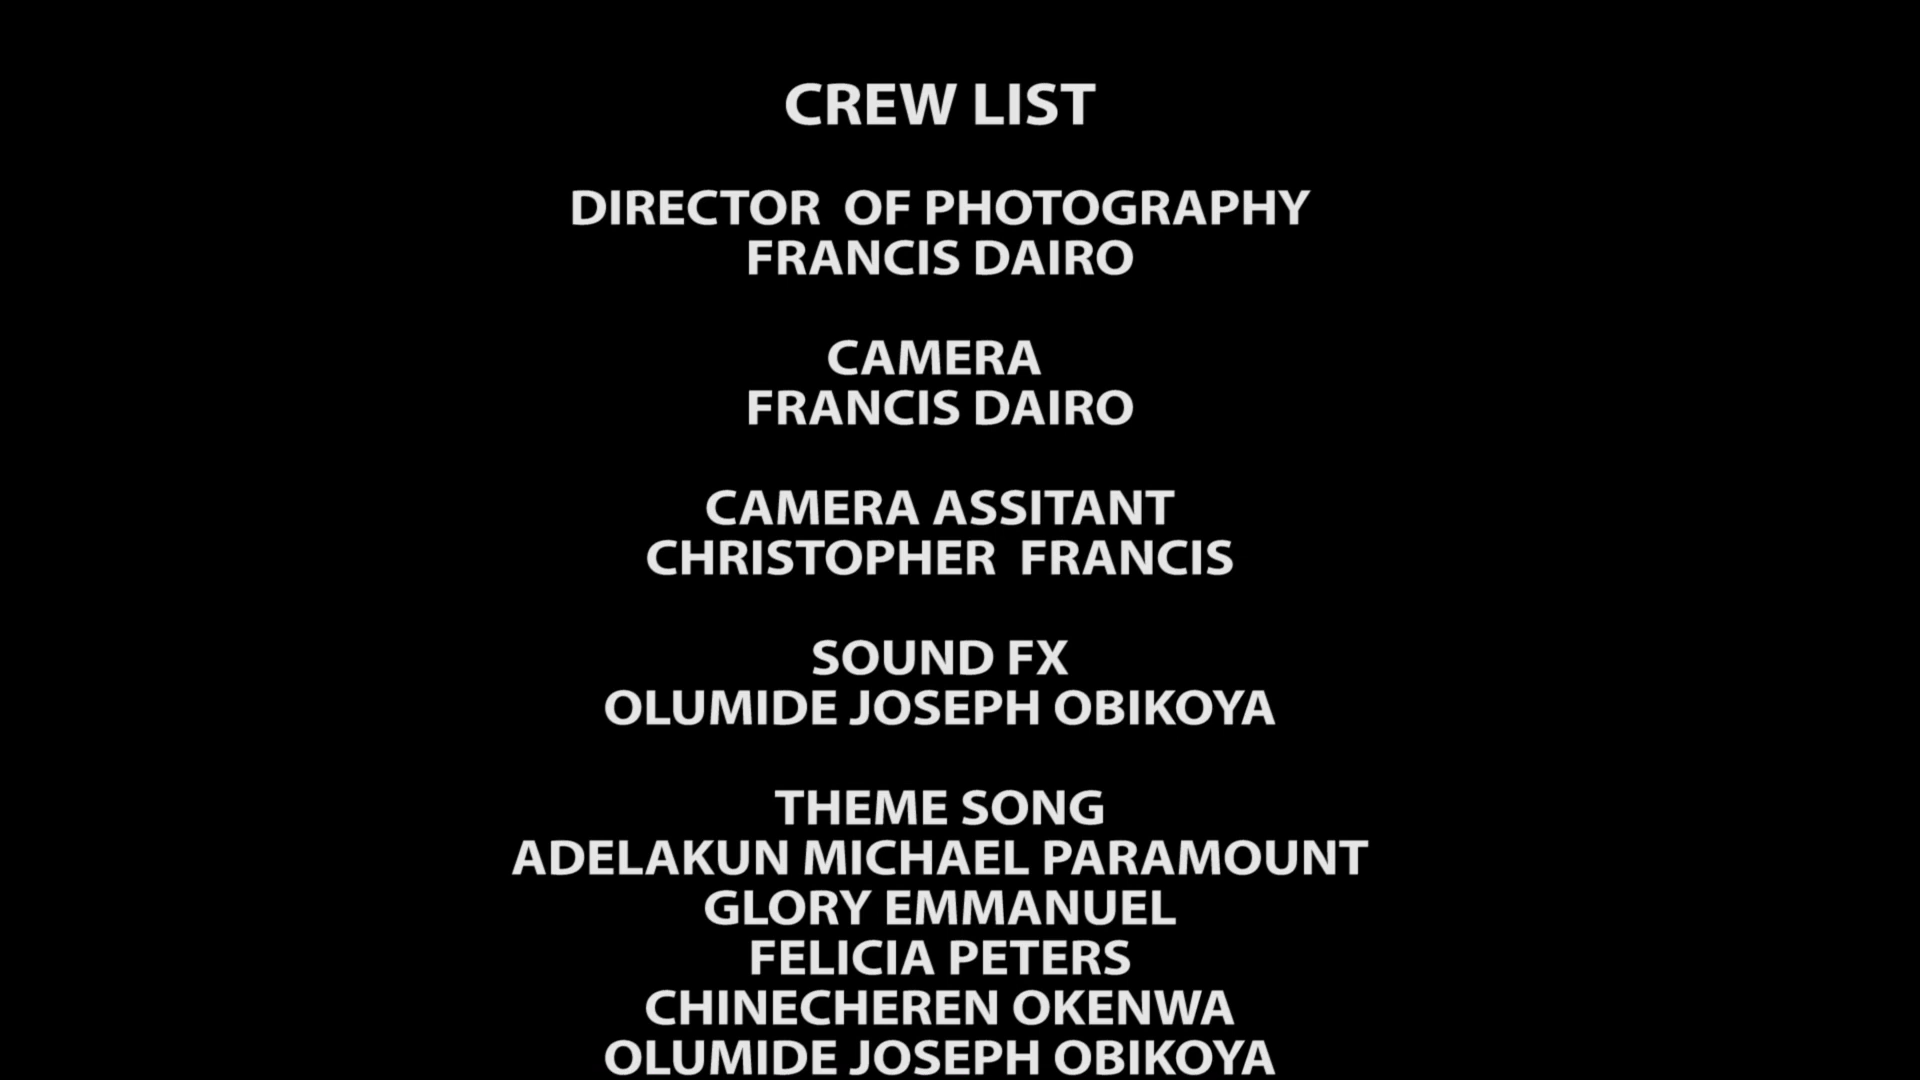 CREW LIST
DIRECTOR  OF PHOTOGRAPHY
FRANCIS DAIRO
CAMERA
FRANCIS DAIRO
CAMERA ASSITANT
CHRISTOPHER  FRANCIS
SOUND FX
OLUMIDE JOSEPH OBIKOYA
THEME SONG
ADELAKUN MICHAEL PARAMOUNT
GLORY EMMANUEL
FELICIA PETERS
CHINECHEREN OKENWA
OLUMIDE JOSEPH OBIKOYA